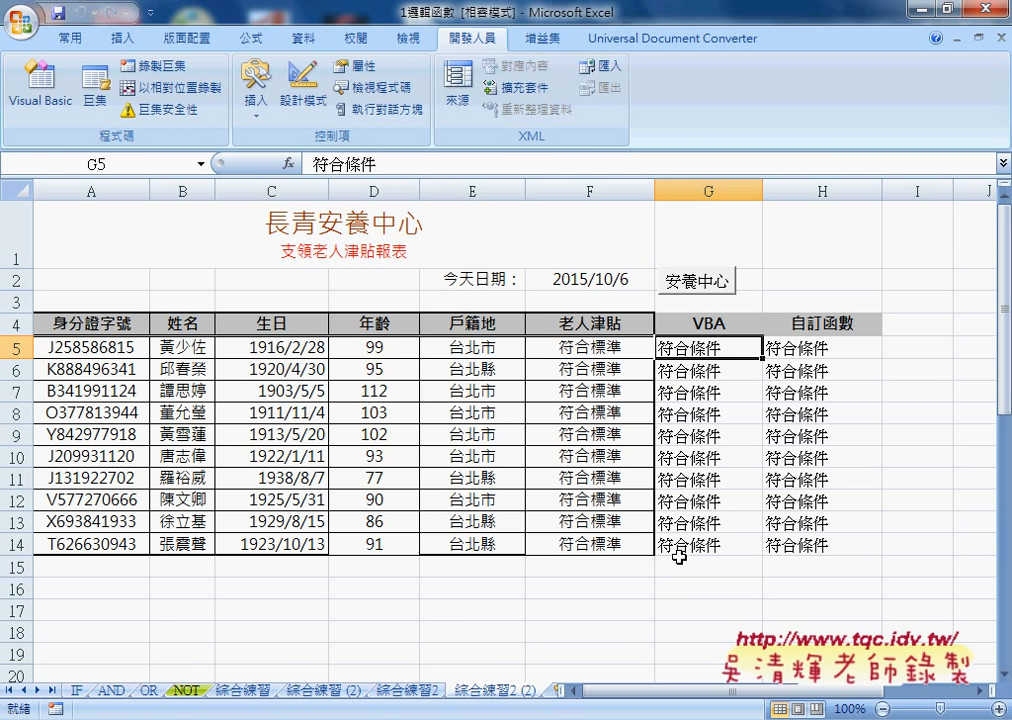 1邏輯函數 [相容模式] - Microsoft Excel
常用 插入 版面配置 公式 資料 校閱 檢視 開發人員 增益集 Universal Document Converter
Visual Basic 巨集 錄製巨集 以相對位置錄製 巨集安全性 程式碼
插入 設計模式 屬性 檢視程式碼 執行對話方塊 控制項
來源 對應內容 擴充套件 重新整理資料 匯入 匯出 XML
G5 fx 符合條件
A B C D E F G H I J
1 長青安養中心
支領老人津貼報表
2 今天日期： 2015/10/6 安養中心
3
4 身分證字號 姓名 生日 年齡 戶籍地 老人津貼 VBA 自訂函數
5 J258586815 黃少佐 1916/2/28 99 台北市 符合標準 符合條件 符合條件
6 K888496341 邱春榮 1920/4/30 95 台北縣 符合標準 符合條件 符合條件
7 B341991124 譚思婷 1903/5/5 112 台北市 符合標準 符合條件 符合條件
8 O377813944 董允瑩 1911/11/4 103 台北市 符合標準 符合條件 符合條件
9 Y842977918 黃雪蓮 1913/5/20 102 台北市 符合標準 符合條件 符合條件
10 J209931120 唐志偉 1922/1/11 93 台北市 符合標準 符合條件 符合條件
11 J131922702 羅裕威 1938/8/7 77 台北縣 符合標準 符合條件 符合條件
12 V577270666 陳文卿 1925/5/31 90 台北市 符合標準 符合條件 符合條件
13 X693841933 徐立基 1929/8/15 86 台北縣 符合標準 符合條件 符合條件
14 T626630943 張震聲 1923/10/13 91 台北縣 符合標準 符合條件 符合條件
15
16
17
18
19
20
http://www.tqc.idv.tw/
吳清輝老師錄製
IF AND OR NOT 綜合練習 綜合練習 (2) 綜合練習2 綜合練習2 (2)
就緒 100%